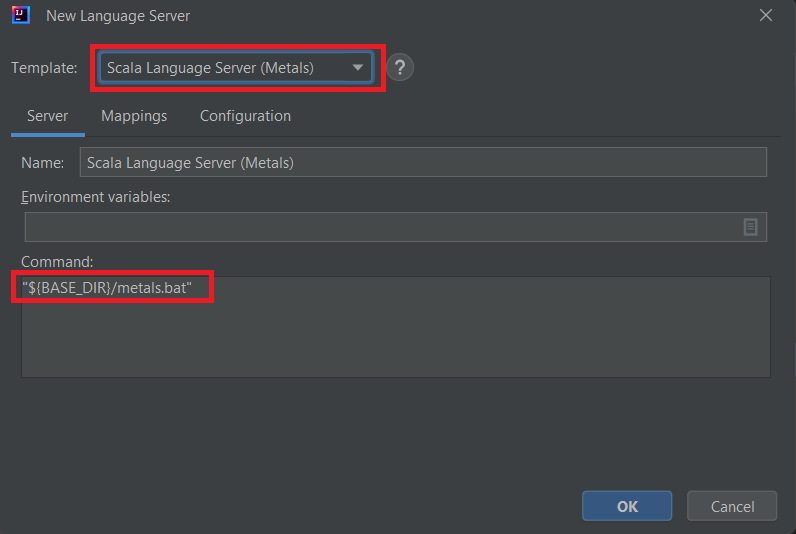 New Language Server
Template: Scala Language Server (Metals) ?
Server Mappings Configuration
Name: Scala Language Server (Metals)
Environment variables:
Command:
"${BASE_DIR}/metals.bat"
OK Cancel